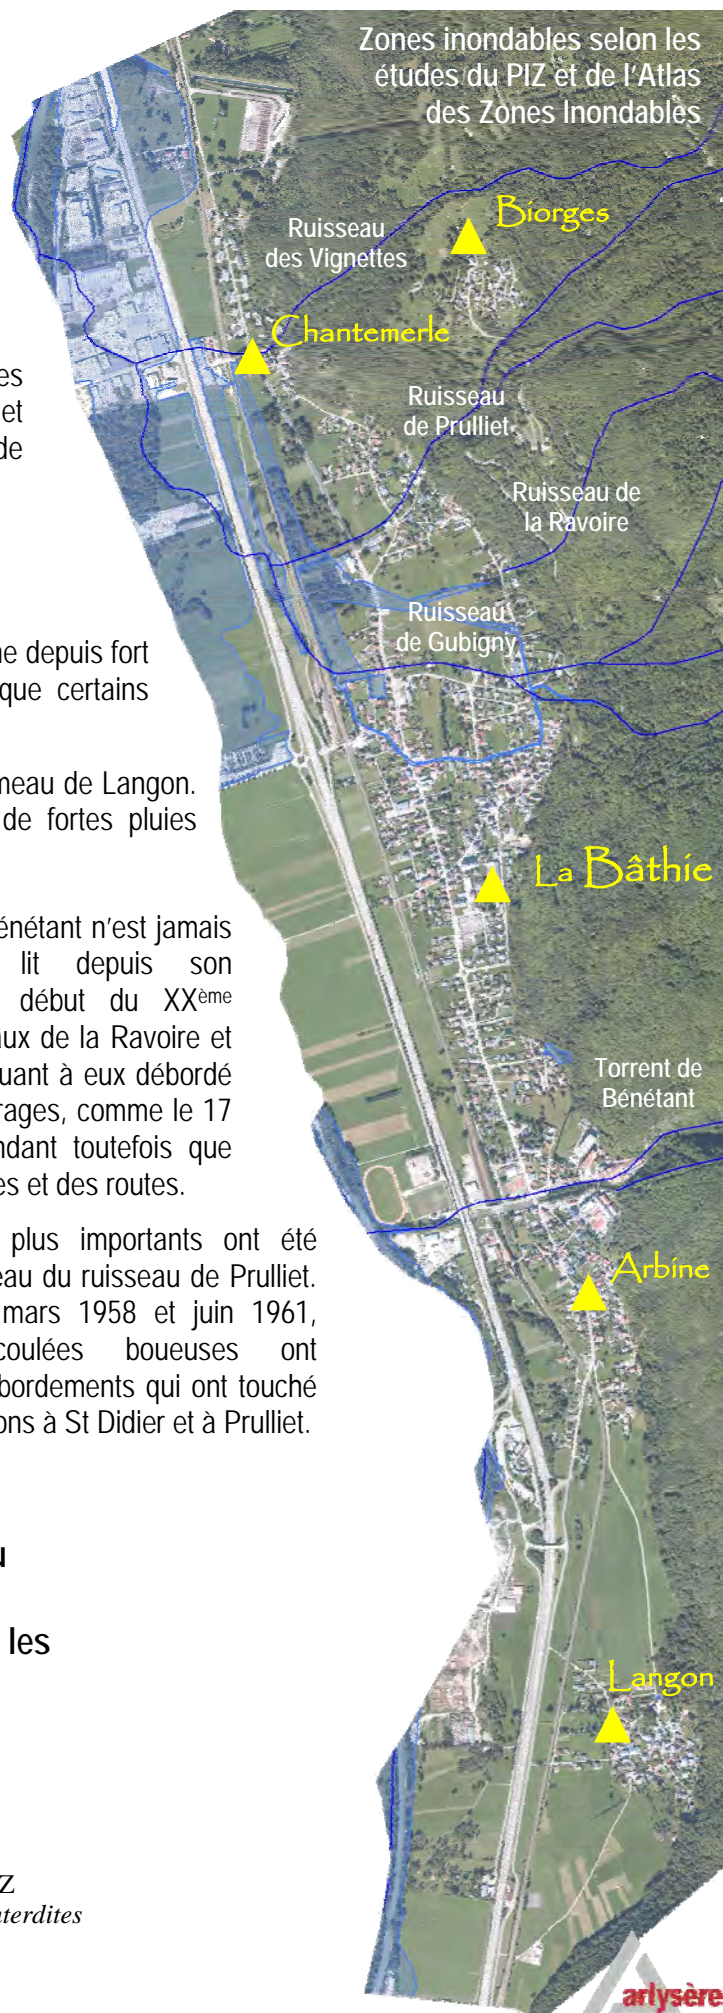 Zones inondables selon les
études du PIZ et de l'Atlas
des Zones Inondables
Biorges
Ruisseau
des Vignettes
Chantemerle
es
et
de
Ruisseau
de Prulliet
Ruisseau de
la Ravoire
Ruisseau
de Gubigny
ne depuis fort
que certains
meau de Langon.
de fortes pluies
La Bâthie
énétant n'est jamais
lit depuis son
début du XXème
aux de la Ravoire et
quant à eux débordé
rages, comme le 17
ndant toutefois que
es et des routes.
Torrent de
Bénétant
plus importants ont été
eau du ruisseau de Prulliet.
mars 1958 et juin 1961,
coulées boueuses ont
bordements qui ont touché
ons à St Didier et à Prulliet.
Arbine
u
les
Langon
Z
nterdites
arlysère